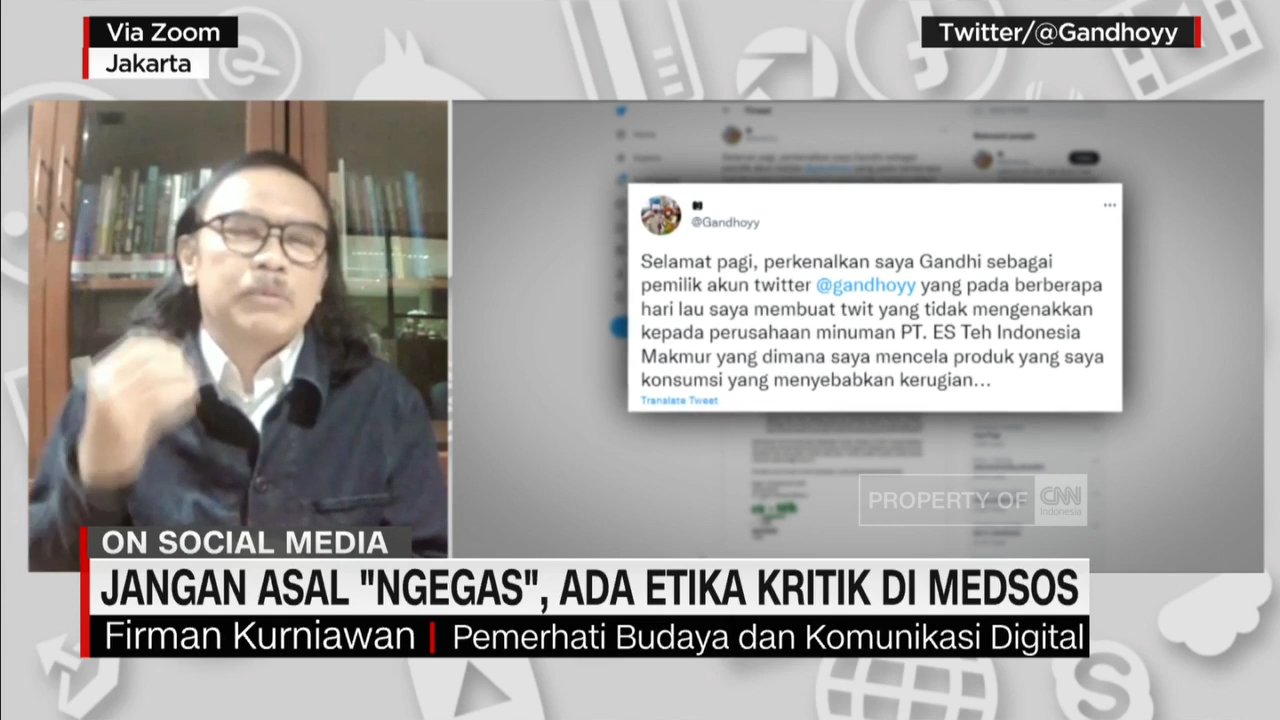 Via Zoom
Jakarta
Twitter/@Gandhoyy
@Gandhoyy
Selamat pagi, perkenalkan saya Gandhi sebagai
pemilik akun twitter @gandhoyy yang pada berberapa
hari lau saya membuat twit yang tidak mengenakkan
kepada perusahaan minuman PT. ES Teh Indonesia
Makmur yang dimana saya mencela produk yang saya
konsumsi yang menyebabkan kerugian...
Translate Tweet
PROPERTY OF CNN Indonesia
ON SOCIAL MEDIA
JANGAN ASAL "NGEGAS", ADA ETIKA KRITIK DI MEDSOS
Firman Kurniawan | Pemerhati Budaya dan Komunikasi Digital